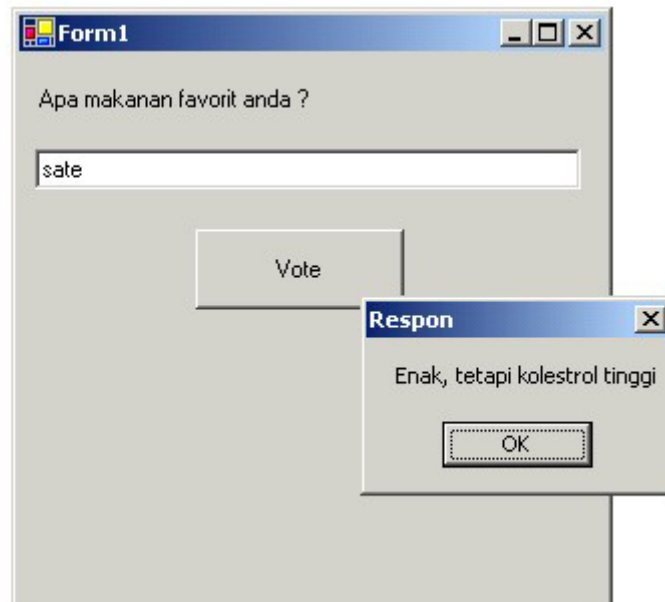 Form1
Apa makanan favorit anda ?
sate
Vote
Respon
Enak, tetapi kolestrol tinggi
OK